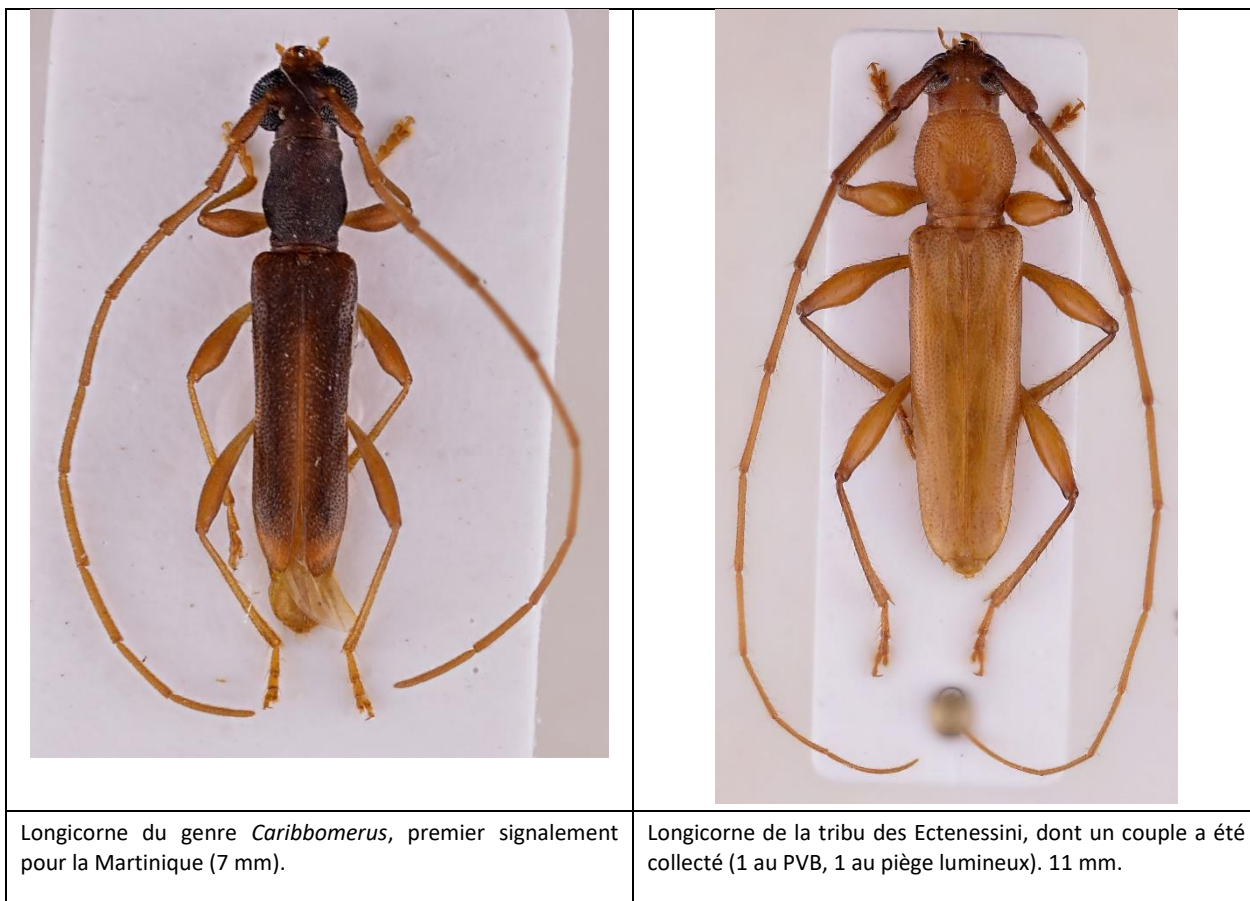 Longicorne du genre Caribbomerus, premier signalement
pour la Martinique (7 mm).
Longicorne de la tribu des Ectenessini, dont un couple a été
collecté (1 au PVB, 1 au piège lumineux). 11 mm.